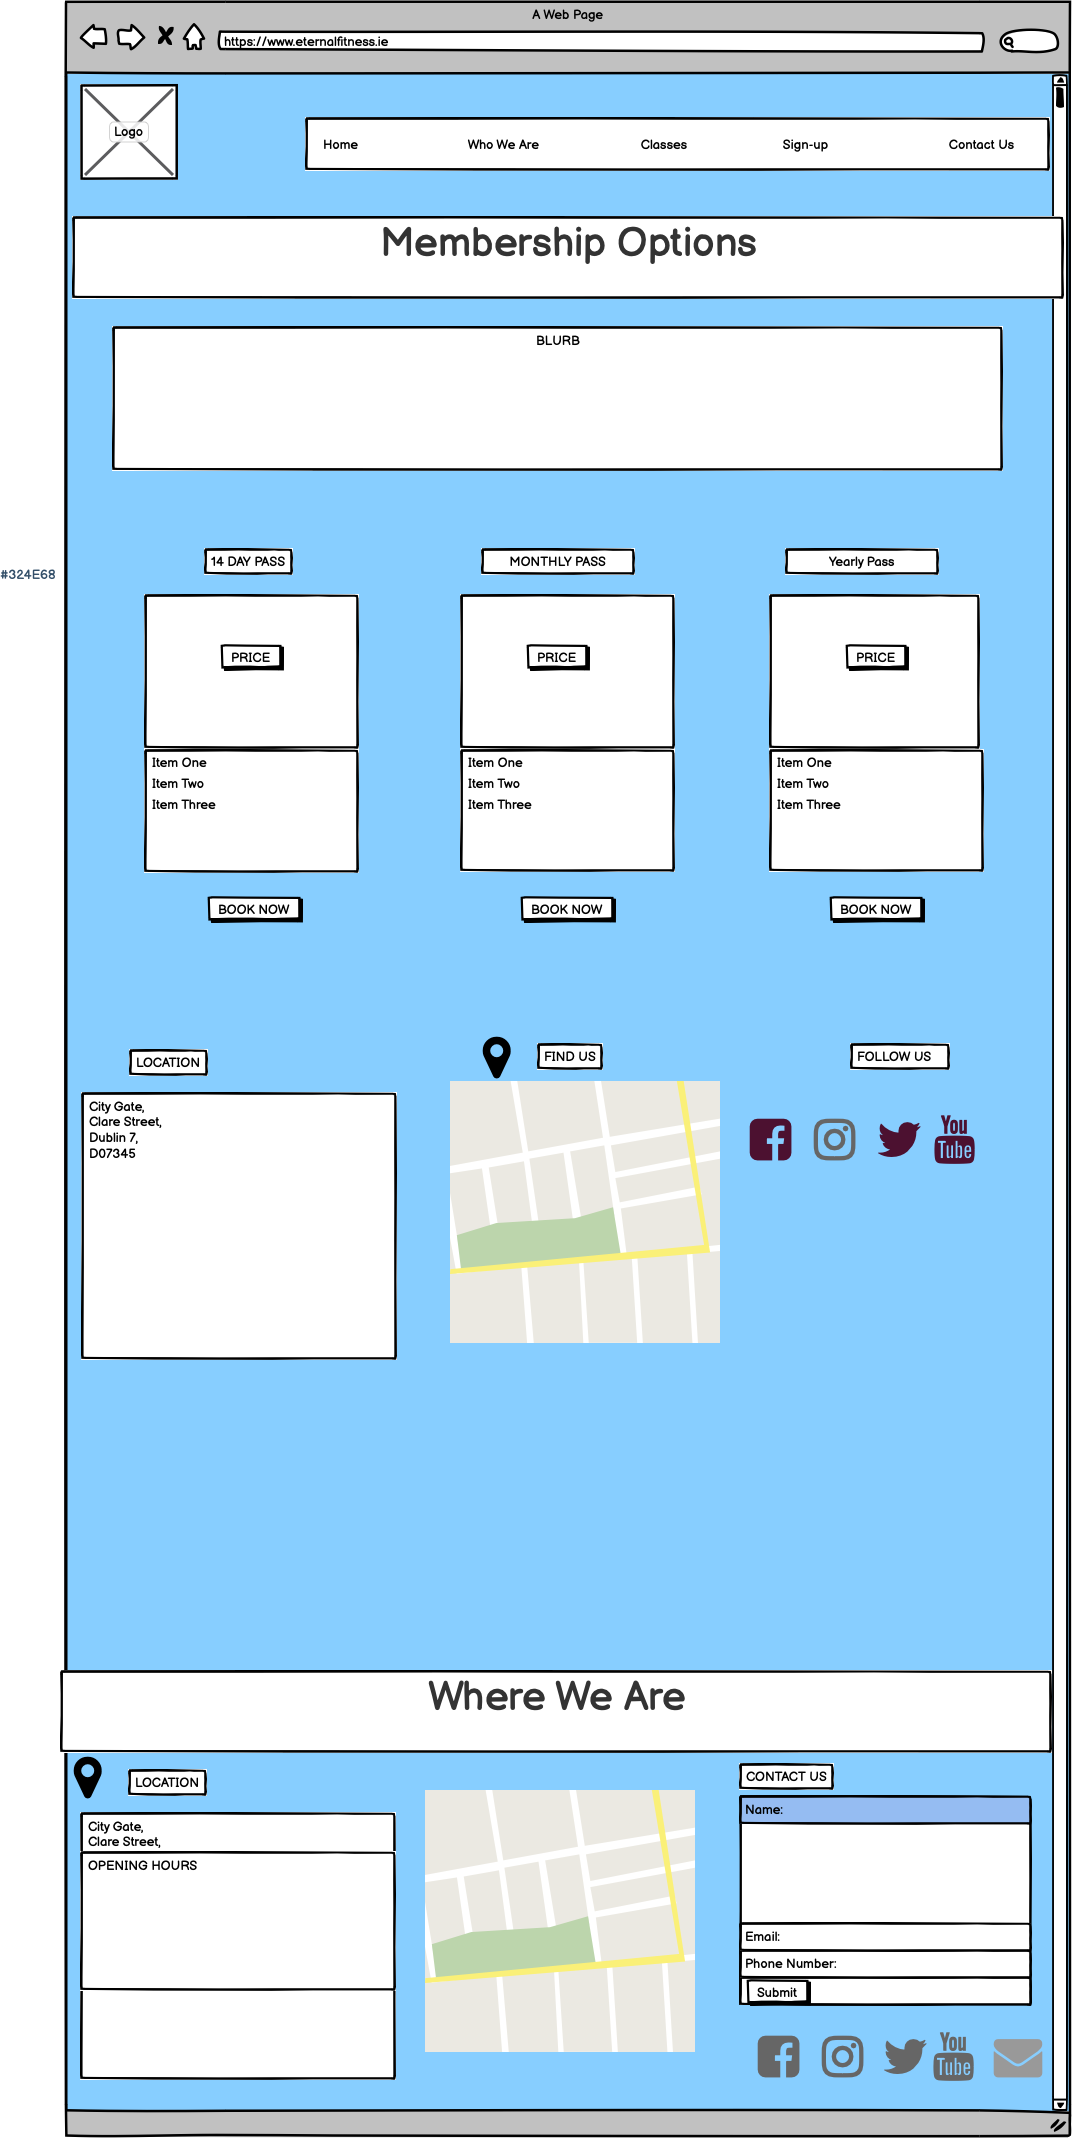 A Web Page
https://www.eternalfitness.ie
Logo
Home Who We Are Classes Sign-up Contact Us
Membership Options
BLURB
#324E68
14 DAY PASS MONTHLY PASS Yearly Pass
PRICE PRICE PRICE
Item One Item One Item One
Item Two Item Two Item Two
Item Three Item Three Item Three
BOOK NOW BOOK NOW BOOK NOW
LOCATION FIND US FOLLOW US
City Gate,
Clare Street,
Dublin 7,
D07345
You
Tube
Where We Are
LOCATION
City Gate,
Clare Street,
OPENING HOURS
CONTACT US
Name:
Email:
Phone Number:
Submit
You
Tube